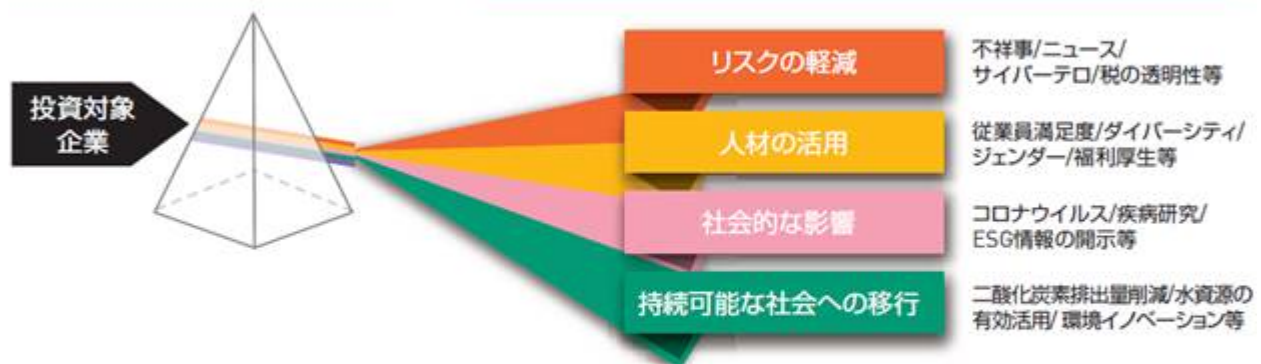 投資対象
企業
リスクの軽減
不祥事/ニュース/
サイバーテロ/税の透明性等
人材の活用
従業員満足度/ダイバーシティ/
ジェンダー/福利厚生等
社会的な影響
コロナウイルス/疾病研究/
ESG情報の開示等
持続可能な社会への移行
二酸化炭素排出量削減/水資源の
有効活用/環境イノベーション等